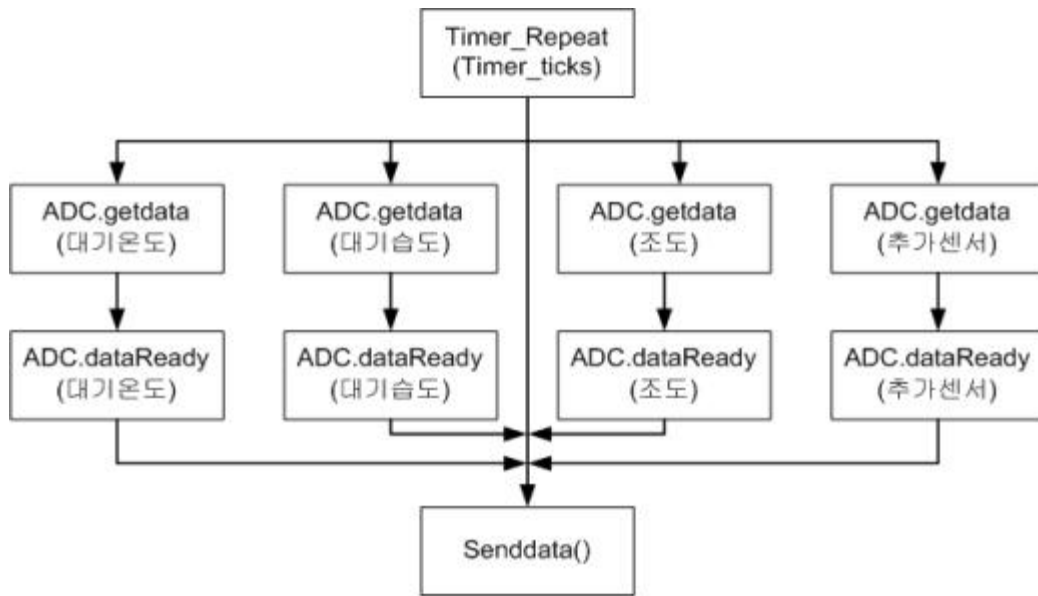 Timer_Repeat
(Timer_ticks)
ADC.getdata
(대기온도)
ADC.getdata
(대기습도)
ADC.getdata
(조도)
ADC.getdata
(추가센서)
ADC.dataReady
(대기온도)
ADC.dataReady
(대기습도)
ADC.dataReady
(조도)
ADC.dataReady
(추가센서)
Senddata()